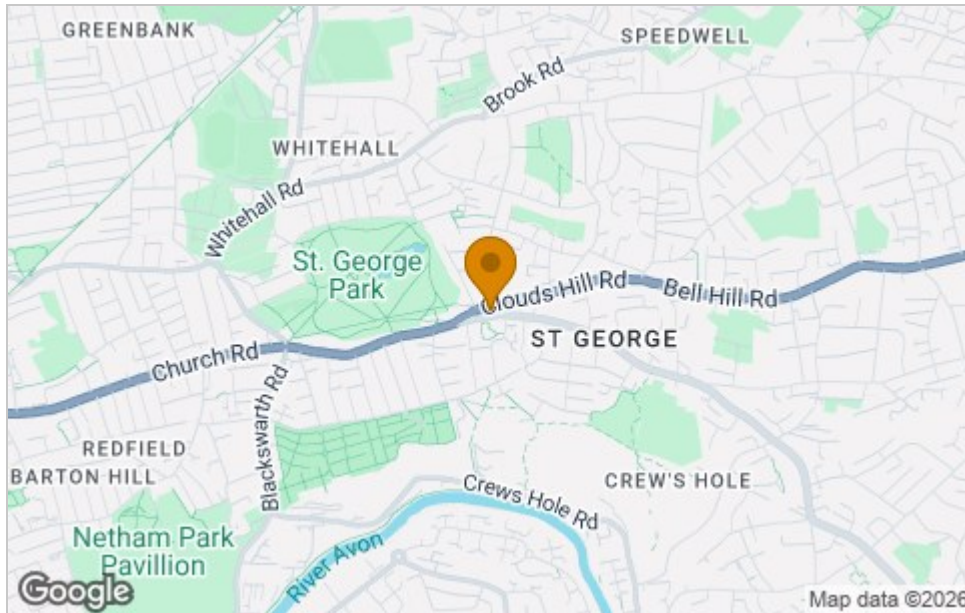 GREENBANK
SPEEDWELL
Brook Rd
WHITEHALL
Whitehall Rd
St. George
Park
Clouds Hill Rd
Bell Hill Rd
ST GEORGE
Church Rd
Blackswarth Rd
REDFIELD
BARTON HILL
CREW'S HOLE
Crews Hole Rd
Netham Park
Pavillion
River Avon
Google
Map data ©2026